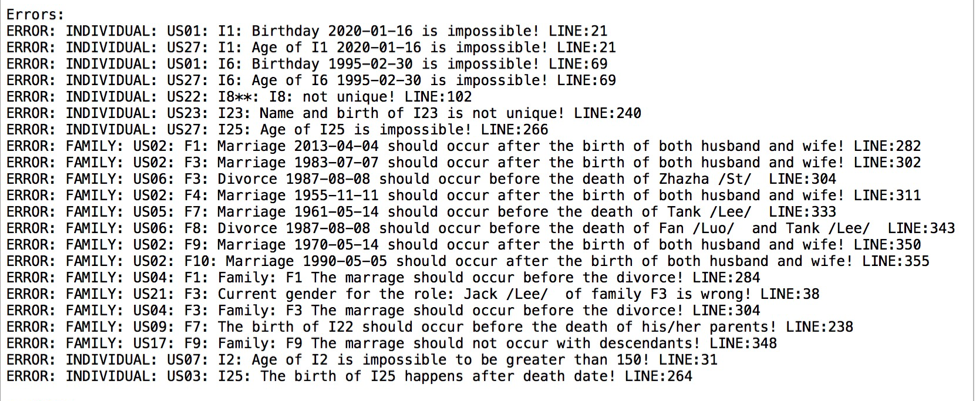 Errors:
ERROR: INDIVIDUAL: US01: I1: Birthday 2020-01-16 is impossible! LINE:21
ERROR: INDIVIDUAL: US27: I1: Age of I1 2020-01-16 is impossible! LINE:21
ERROR: INDIVIDUAL: US01: I6: Birthday 1995-02-30 is impossible! LINE:69
ERROR: INDIVIDUAL: US27: I6: Age of I6 1995-02-30 is impossible! LINE:69
ERROR: INDIVIDUAL: US22: I8**: I8: not unique! LINE:102
ERROR: INDIVIDUAL: US23: I23: Name and birth of I23 is not unique! LINE:240
ERROR: INDIVIDUAL: US27: I25: Age of I25 is impossible! LINE:266
ERROR: FAMILY: US02: F1: Marriage 2013-04-04 should occur after the birth of both husband and wife! LINE:282
ERROR: FAMILY: US02: F3: Marriage 1983-07-07 should occur after the birth of both husband and wife! LINE:302
ERROR: FAMILY: US06: F3: Divorce 1987-08-08 should occur before the death of Zhazha /St/  LINE:304
ERROR: FAMILY: US02: F4: Marriage 1955-11-11 should occur after the birth of both husband and wife! LINE:311
ERROR: FAMILY: US05: F7: Marriage 1961-05-14 should occur before the death of Tank /Lee/  LINE:333
ERROR: FAMILY: US06: F8: Divorce 1987-08-08 should occur before the death of Fan /Luo/  and Tank /Lee/  LINE:343
ERROR: FAMILY: US02: F9: Marriage 1970-05-14 should occur after the birth of both husband and wife! LINE:350
ERROR: FAMILY: US02: F10: Marriage 1990-05-05 should occur after the birth of both husband and wife! LINE:355
ERROR: FAMILY: US04: F1: Family: F1 The marrage should occur before the divorce! LINE:284
ERROR: FAMILY: US21: F3: Current gender for the role: Jack /Lee/  of family F3 is wrong! LINE:38
ERROR: FAMILY: US04: F3: Family: F3 The marrage should occur before the divorce! LINE:304
ERROR: FAMILY: US09: F7: The birth of I22 should occur before the death of his/her parents! LINE:238
ERROR: FAMILY: US17: F9: Family: F9 The marrage should not occur with descendants! LINE:348
ERROR: INDIVIDUAL: US07: I2: Age of I2 is impossible to be greater than 150! LINE:31
ERROR: INDIVIDUAL: US03: I25: The birth of I25 happens after death date! LINE:264